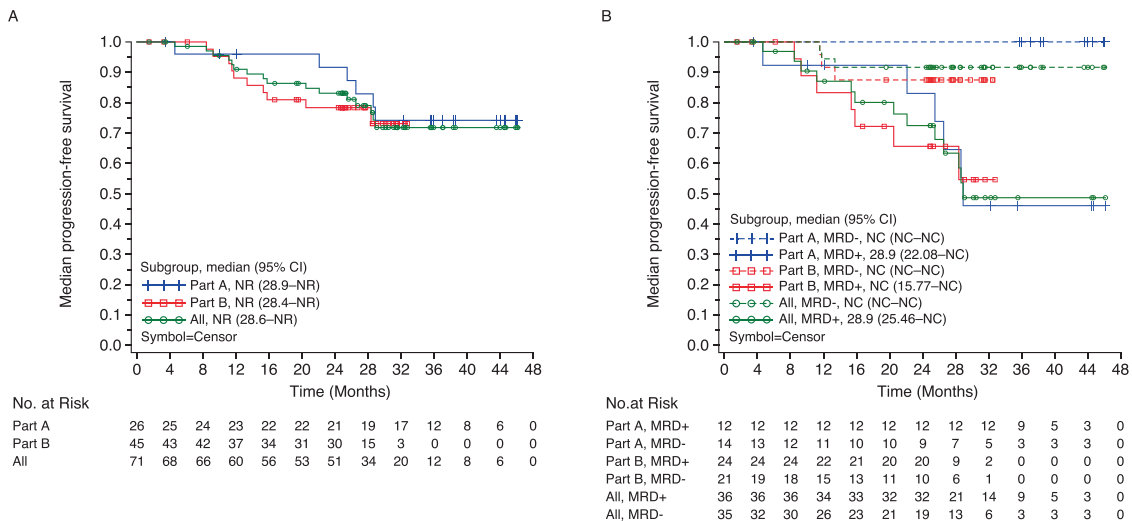 A
Median progression-free survival
1.0
0.9
0.8
0.7
0.6
0.5
0.4
0.3
0.2
0.1
0.0
Subgroup, median (95% CI)
Part A, NR (28.9–NR)
Part B, NR (28.4–NR)
All, NR (28.6–NR)
Symbol=Censor
0 4 8 12 16 20 24 28 32 36 40 44 48
Time (Months)
No. at Risk
Part A 26 25 24 23 22 22 21 19 17 12 8 6 0
Part B 45 43 42 37 34 31 30 15 3 0 0 0 0
All 71 68 66 60 56 53 51 34 20 12 8 6 0
B
Median progression-free survival
1.0
0.9
0.8
0.7
0.6
0.5
0.4
0.3
0.2
0.1
0.0
Subgroup, median (95% CI)
Part A, MRD-, NC (NC–NC)
Part A, MRD+, 28.9 (22.08–NC)
Part B, MRD-, NC (NC–NC)
Part B, MRD+, NC (15.77–NC)
All, MRD-, NC (NC–NC)
All, MRD+, 28.9 (25.46–NC)
Symbol=Censor
0 4 8 12 16 20 24 28 32 36 40 44 48
Time (Months)
No.at Risk
Part A, MRD+ 12 12 12 12 12 12 12 12 12 9 5 3 0
Part A, MRD- 14 13 12 11 10 10 9 7 5 3 3 3 0
Part B, MRD+ 24 24 24 22 21 20 20 9 2 0 0 0 0
Part B, MRD- 21 19 18 15 13 11 10 6 1 0 0 0 0
All, MRD+ 36 36 36 34 33 32 32 21 14 9 5 3 0
All, MRD- 35 32 30 26 23 21 19 13 6 3 3 3 0